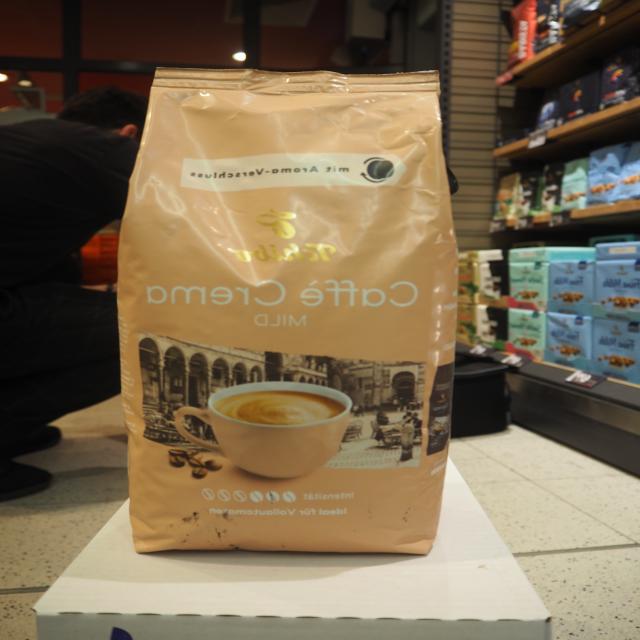 mit Aroma-Verschluss
Tchibo
Caffè Crema
MILD
Intensität
Ideal für Vollautomaten